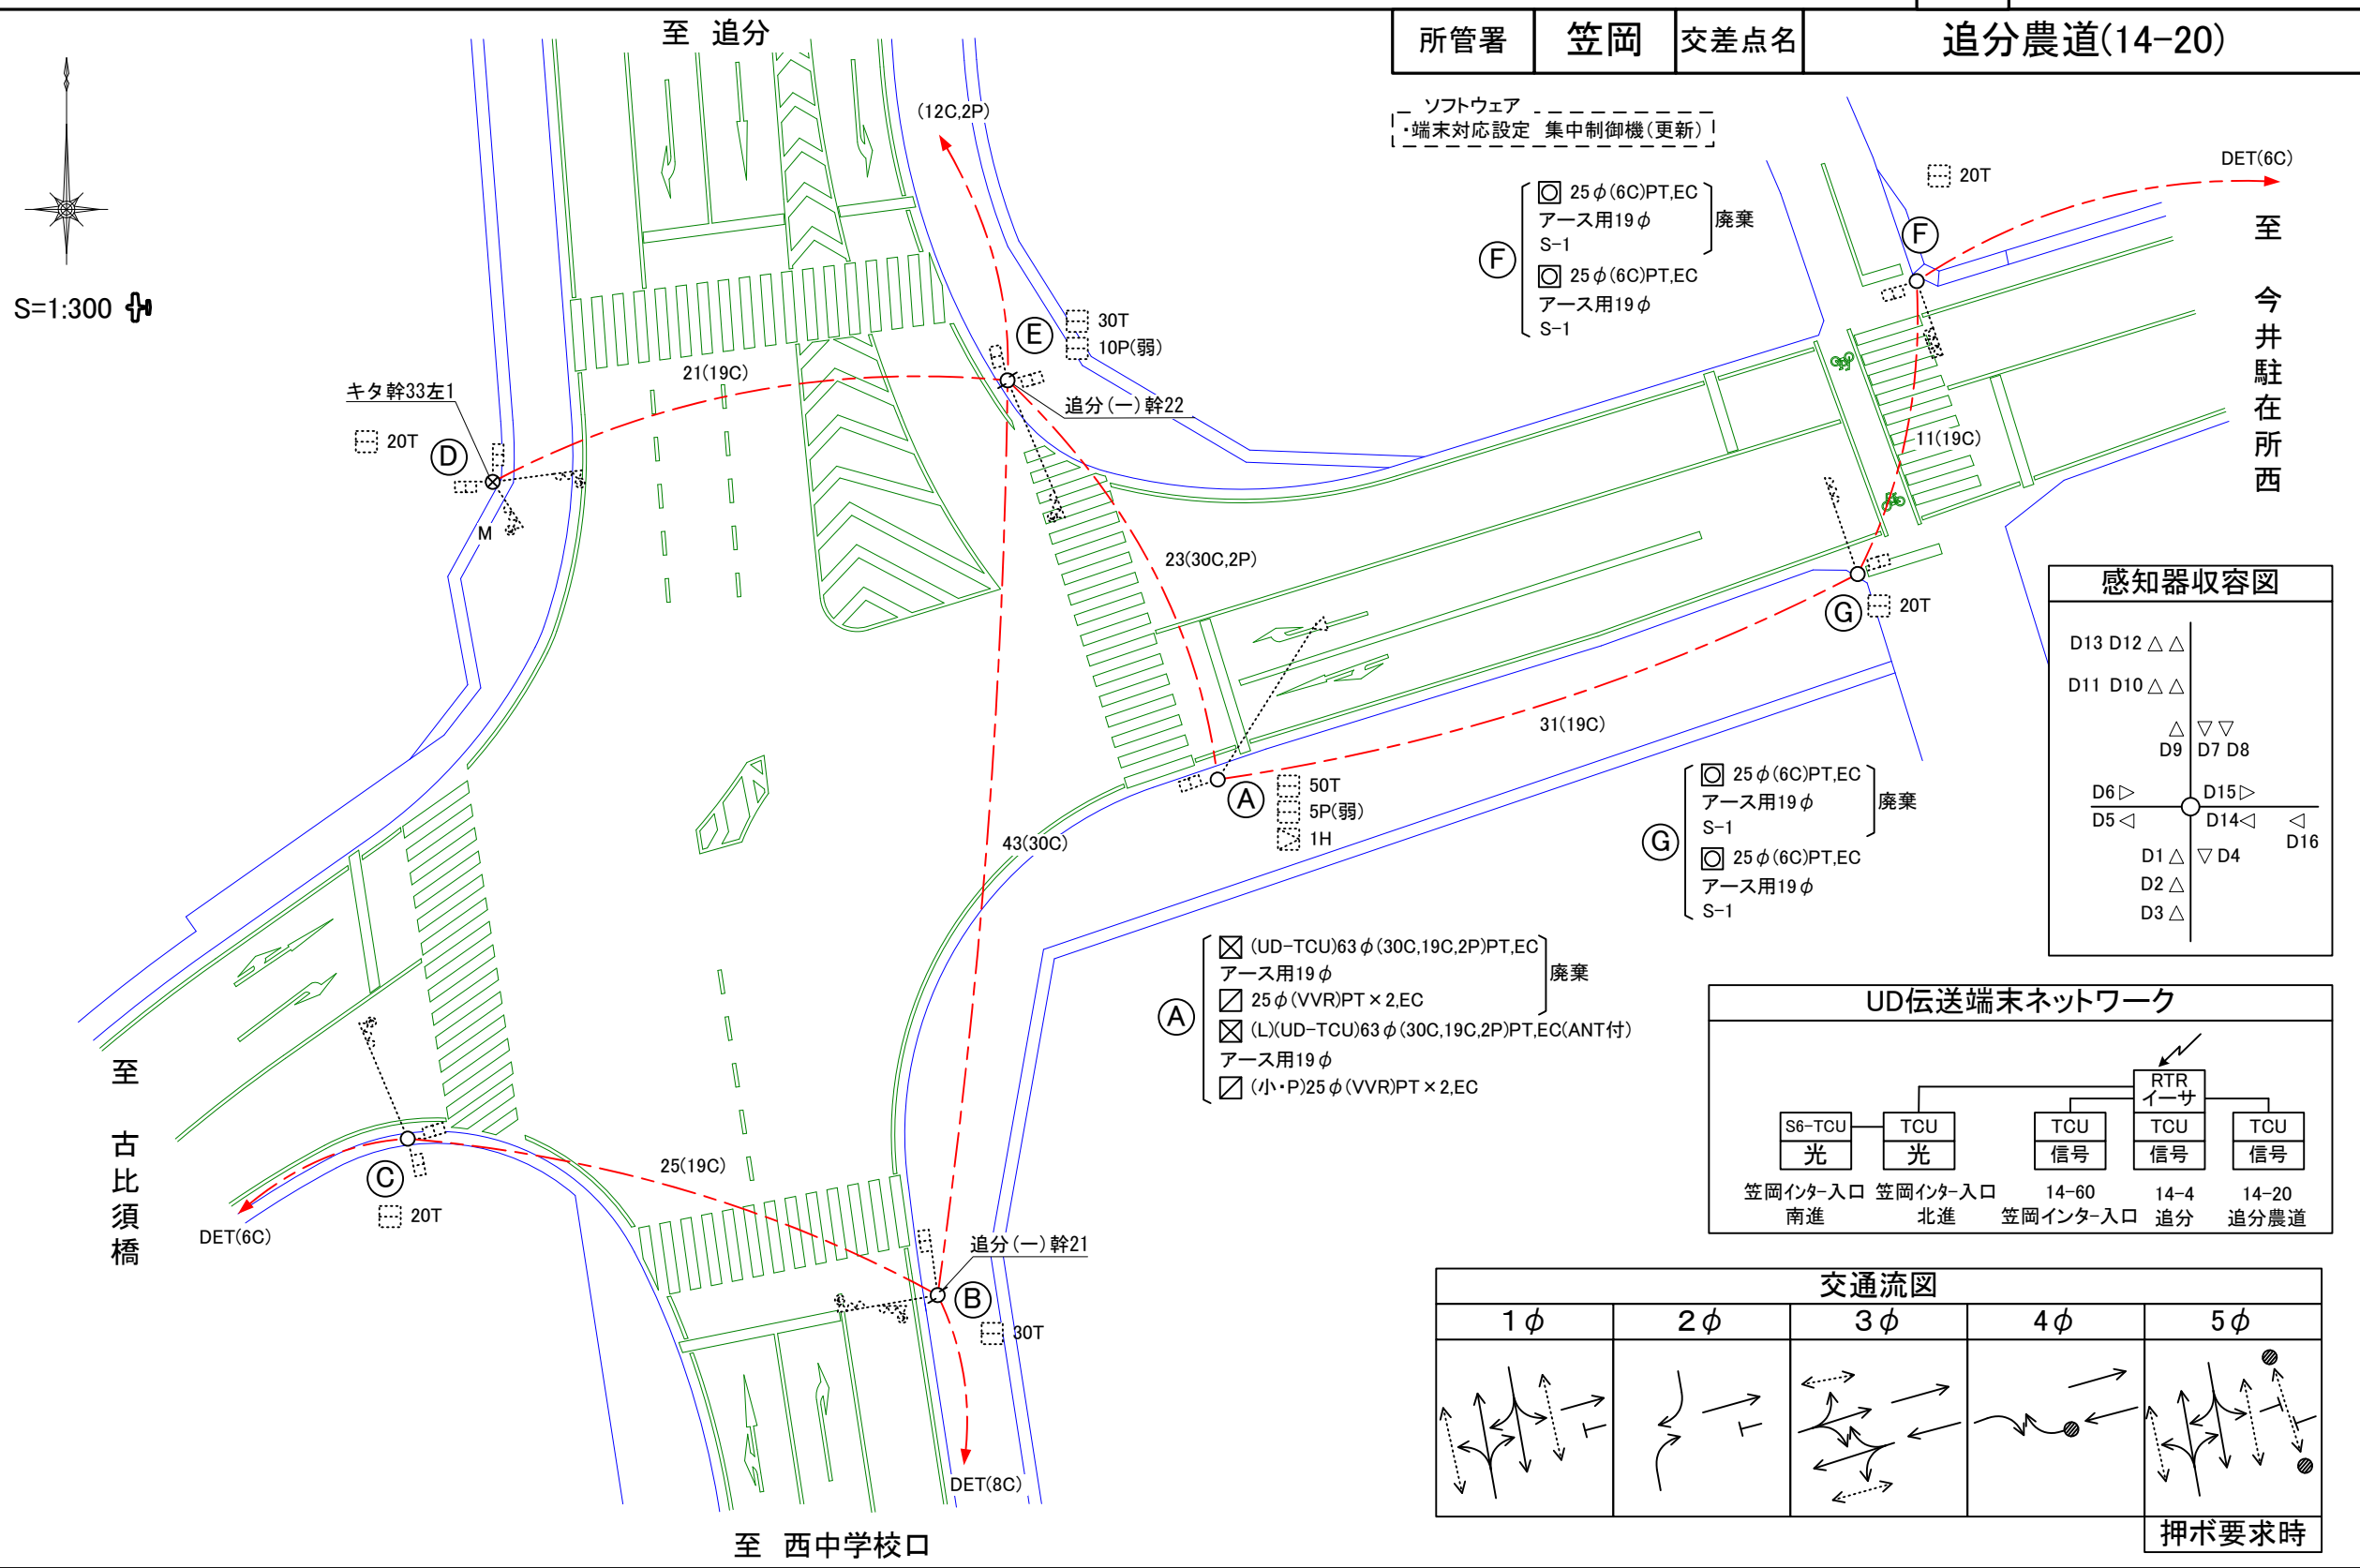 至 追分
所管署 笠岡 交差点名 追分農道(14-20)
ソフトウェア
・端末対応設定 集中制御機(更新)
(12C,2P)
DET(6C)
20T
F
至 今井駐在所西
F
25φ(6C)PT,EC
アース用19φ
S-1
廃棄
25φ(6C)PT,EC
アース用19φ
S-1
S=1:300
E
30T
10P(弱)
21(19C)
キタ幹33左1
追分(一)幹22
20T
D
M
11(19C)
23(30C,2P)
G
20T
感知器収容図
D13 D12 △ △
D11 D10 △ △
△ ▽ ▽
D9 D7 D8
D6▷ D15▷
D5◁ D14◁ ◁
D16
D1 △ ▽ D4
D2 △
D3 △
31(19C)
A
50T
5P(弱)
1H
43(30C)
G
25φ(6C)PT,EC
アース用19φ
S-1
廃棄
25φ(6C)PT,EC
アース用19φ
S-1
A
(UD-TCU)63φ(30C,19C,2P)PT,EC
アース用19φ
25φ(VVR)PT×2,EC
廃棄
(L)(UD-TCU)63φ(30C,19C,2P)PT,EC(ANT付)
アース用19φ
(小・P)25φ(VVR)PT×2,EC
UD伝送端末ネットワーク
RTR
イーサ
S6-TCU TCU TCU TCU TCU
光 光 信号 信号 信号
笠岡インター入口 笠岡インター入口 14-60 14-4 14-20
南進 北進 笠岡インター入口 追分 追分農道
至 古比須橋
C
20T
DET(6C)
25(19C)
追分(一)幹21
B
30T
DET(8C)
至 西中学校口
交通流図
1φ 2φ 3φ 4φ 5φ
押ボ要求時